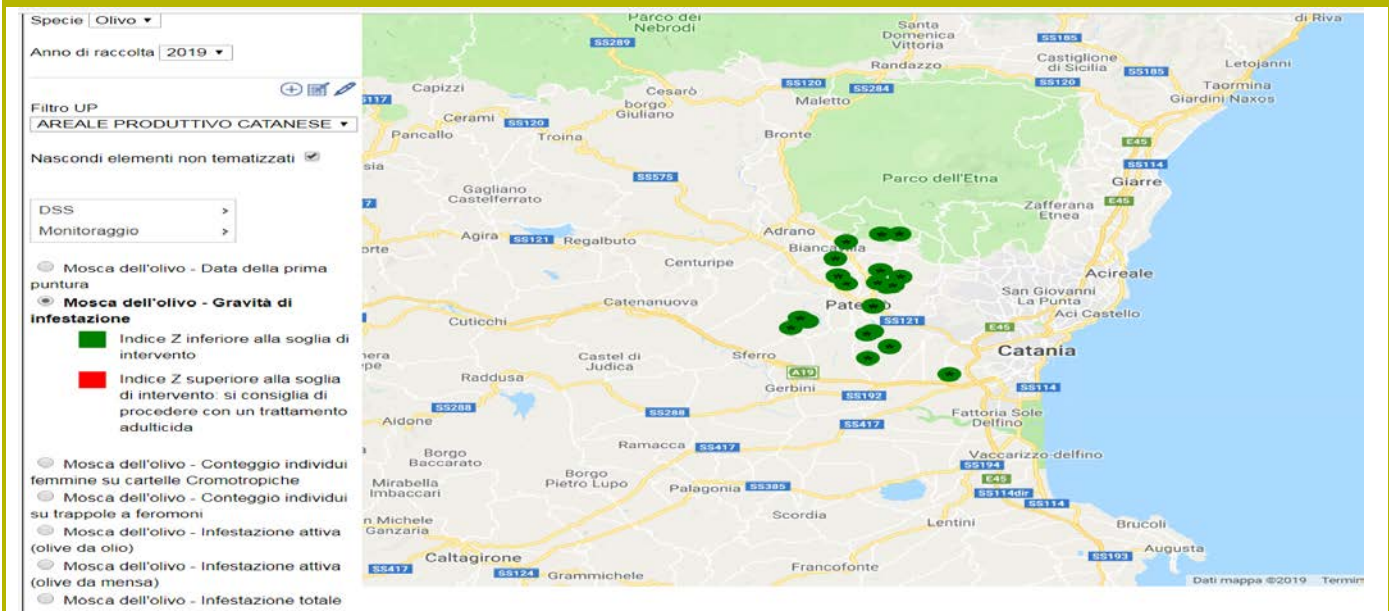 Specie Olivo
Anno di raccolta 2019
Filtro UP
AREALE PRODUTTIVO CATANESE
Nascondi elementi non tematizzati
DSS >
Monitoraggio >
Mosca dell'olivo - Data della prima
puntura
Mosca dell'olivo - Gravità di
infestazione
Indice Z inferiore alla soglia di
intervento
Indice Z superiore alla soglia
di intervento: si consiglia di
procedere con un trattamento
adulticida
Mosca dell'olivo - Conteggio individui
femmine su cartelle Cromotropiche
Mosca dell'olivo - Conteggio individui
su trappole a feromoni
Mosca dell'olivo - Infestazione attiva
(olive da olio)
Mosca dell'olivo - Infestazione attiva
(olive da mensa)
Mosca dell'olivo - Infestazione totale
Parco dei
Nebrodi
SS289
Santa
Domenica
Vittoria
SS185
di Riva
Randazzo
Castiglione
di Sicilia
SS185
Letojanni
SS120
SS284
SS120
Taormina
Giardini Naxos
Capizzi
Cesarò
Maletto
SS117
borgo
Giuliano
Cerami
SS120
Pancallo
Troina
Bronte
E45
SS114
sia
SS575
Parco dell'Etna
Giarre
Gagliano
Castelferrato
Zafferana
Etnea
E45
Agira
SS121
Regalbuto
Adrano
Biancavilla
orte
Centuripe
Acireale
San Giovanni
La Punta
Aci Castello
Catenanuova
Paternò
SS121
Cuticchi
E45
Catania
Castel di
Judica
Sferro
A19
Raddusa
Gerbini
SS192
SS114
SS288
SS288
Aidone
SS417
Fattoria Sole
Delfino
Ramacca
SS417
Borgo
Baccarato
Vaccarizzo-delfino
SS194
Borgo
Pietro Lupo
E45
Mirabella
Imbaccari
Palagonia
SS385
SS114dir
SS114
n Michele
Ganzaria
Scordia
Lentini
Brucoli
Augusta
Caltagirone
SS193
SS417
SS124
Grammichele
Francofonte
Dati mappa ©2019
Termin